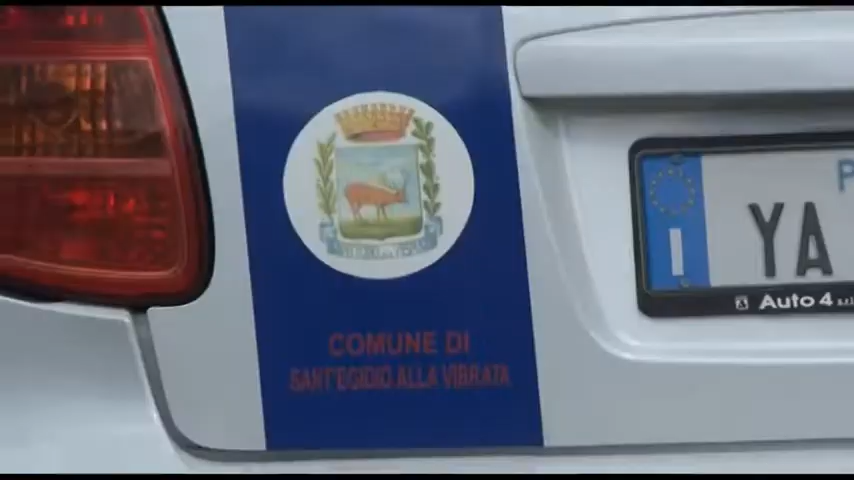 COMUNE DI
SANT'EGIDIO ALLA VIBRATA
P
I
YA
Auto 4 s.r.l